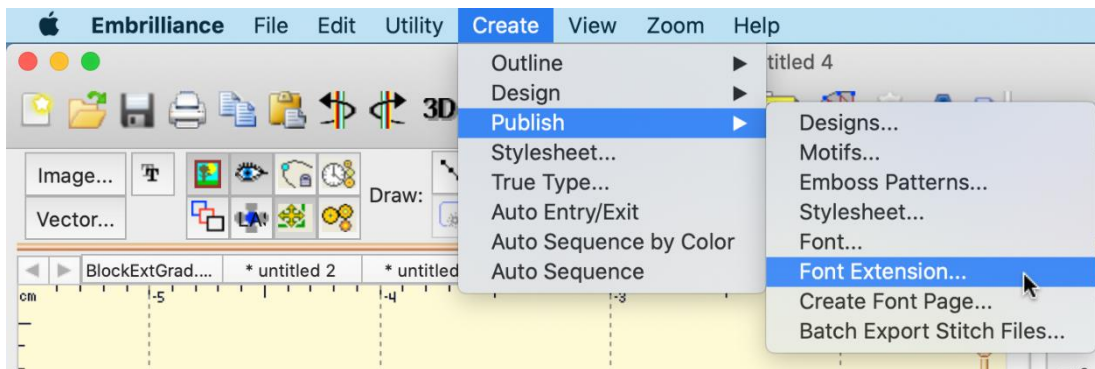 Embrilliance File Edit Utility Create View Zoom Help
titled 4
Outline
Design
Publish
Stylesheet...
True Type...
Auto Entry/Exit
Auto Sequence by Color
Auto Sequence
Designs...
Motifs...
Emboss Patterns...
Stylesheet...
Font...
Font Extension...
Create Font Page...
Batch Export Stitch Files...
3D
Image...
Draw:
Vector...
BlockExtGrad.... * untitled 2 * untitled
cm -5 -4 -3